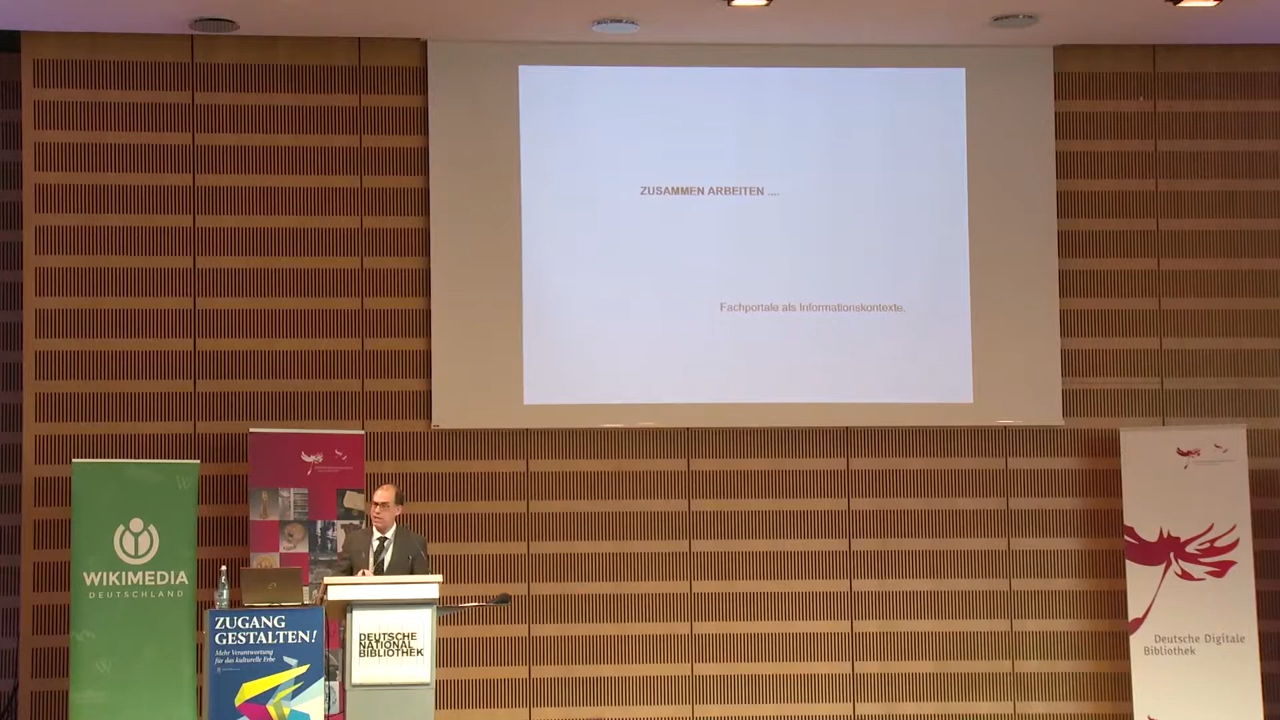 ZUSAMMEN ARBEITEN ....
Fachportale als Informationskontexte.
WIKIMEDIA
DEUTSCHLAND
ZUGANG
GESTALTEN!
Mehr Verantwortung
für das kulturelle Erbe
DEUTSCHE
NATIONAL
BIBLIOTHEK
Deutsche Digitale
Bibliothek